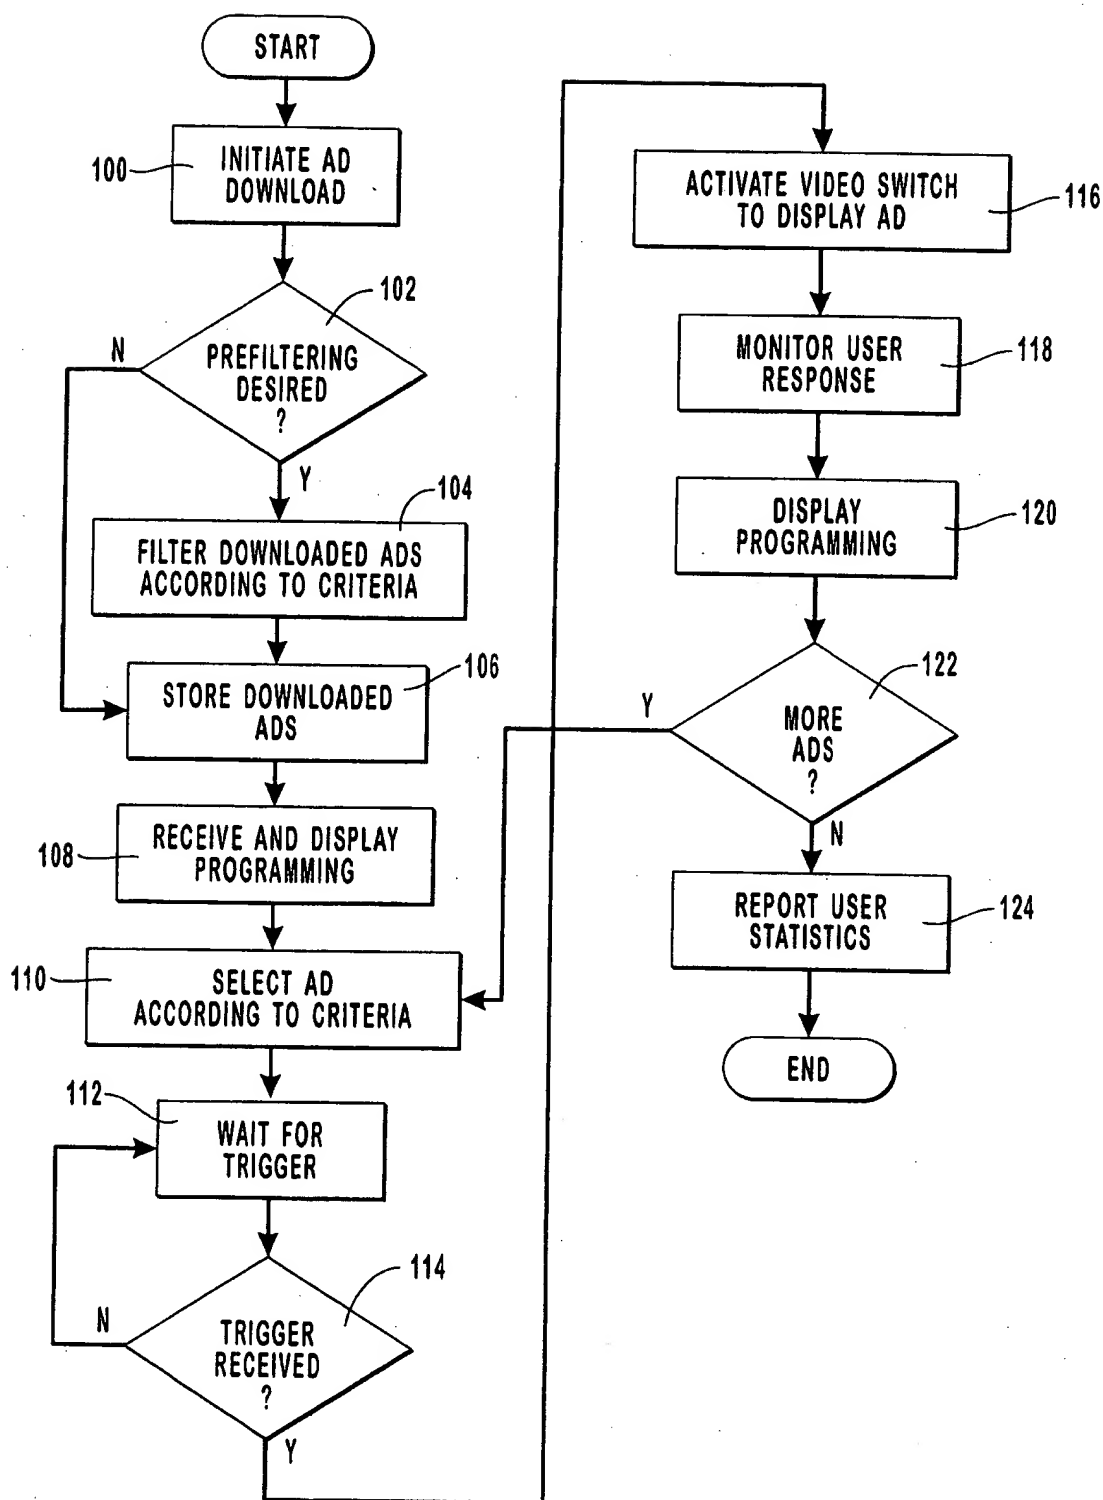 START
100
INITIATE AD
DOWNLOAD
102
N
PREFILTERING
DESIRED
?
Y
104
FILTER DOWNLOADED ADS
ACCORDING TO CRITERIA
106
STORE DOWNLOADED
ADS
108
RECEIVE AND DISPLAY
PROGRAMMING
110
SELECT AD
ACCORDING TO CRITERIA
112
WAIT FOR
TRIGGER
114
N
TRIGGER
RECEIVED
?
Y
ACTIVATE VIDEO SWITCH
TO DISPLAY AD
116
MONITOR USER
RESPONSE
118
DISPLAY
PROGRAMMING
120
122
Y
MORE
ADS
?
N
REPORT USER
STATISTICS
124
END